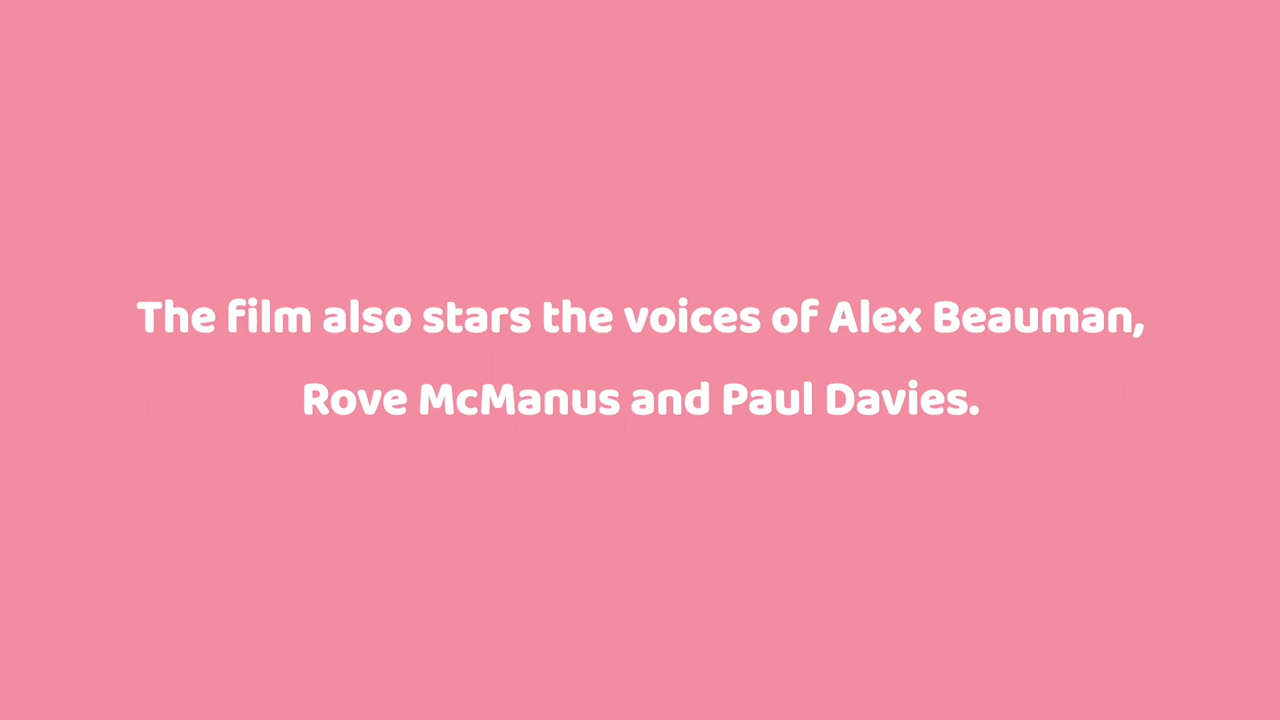 The film also stars the voices of Alex Beauman,
Rove McManus and Paul Davies.